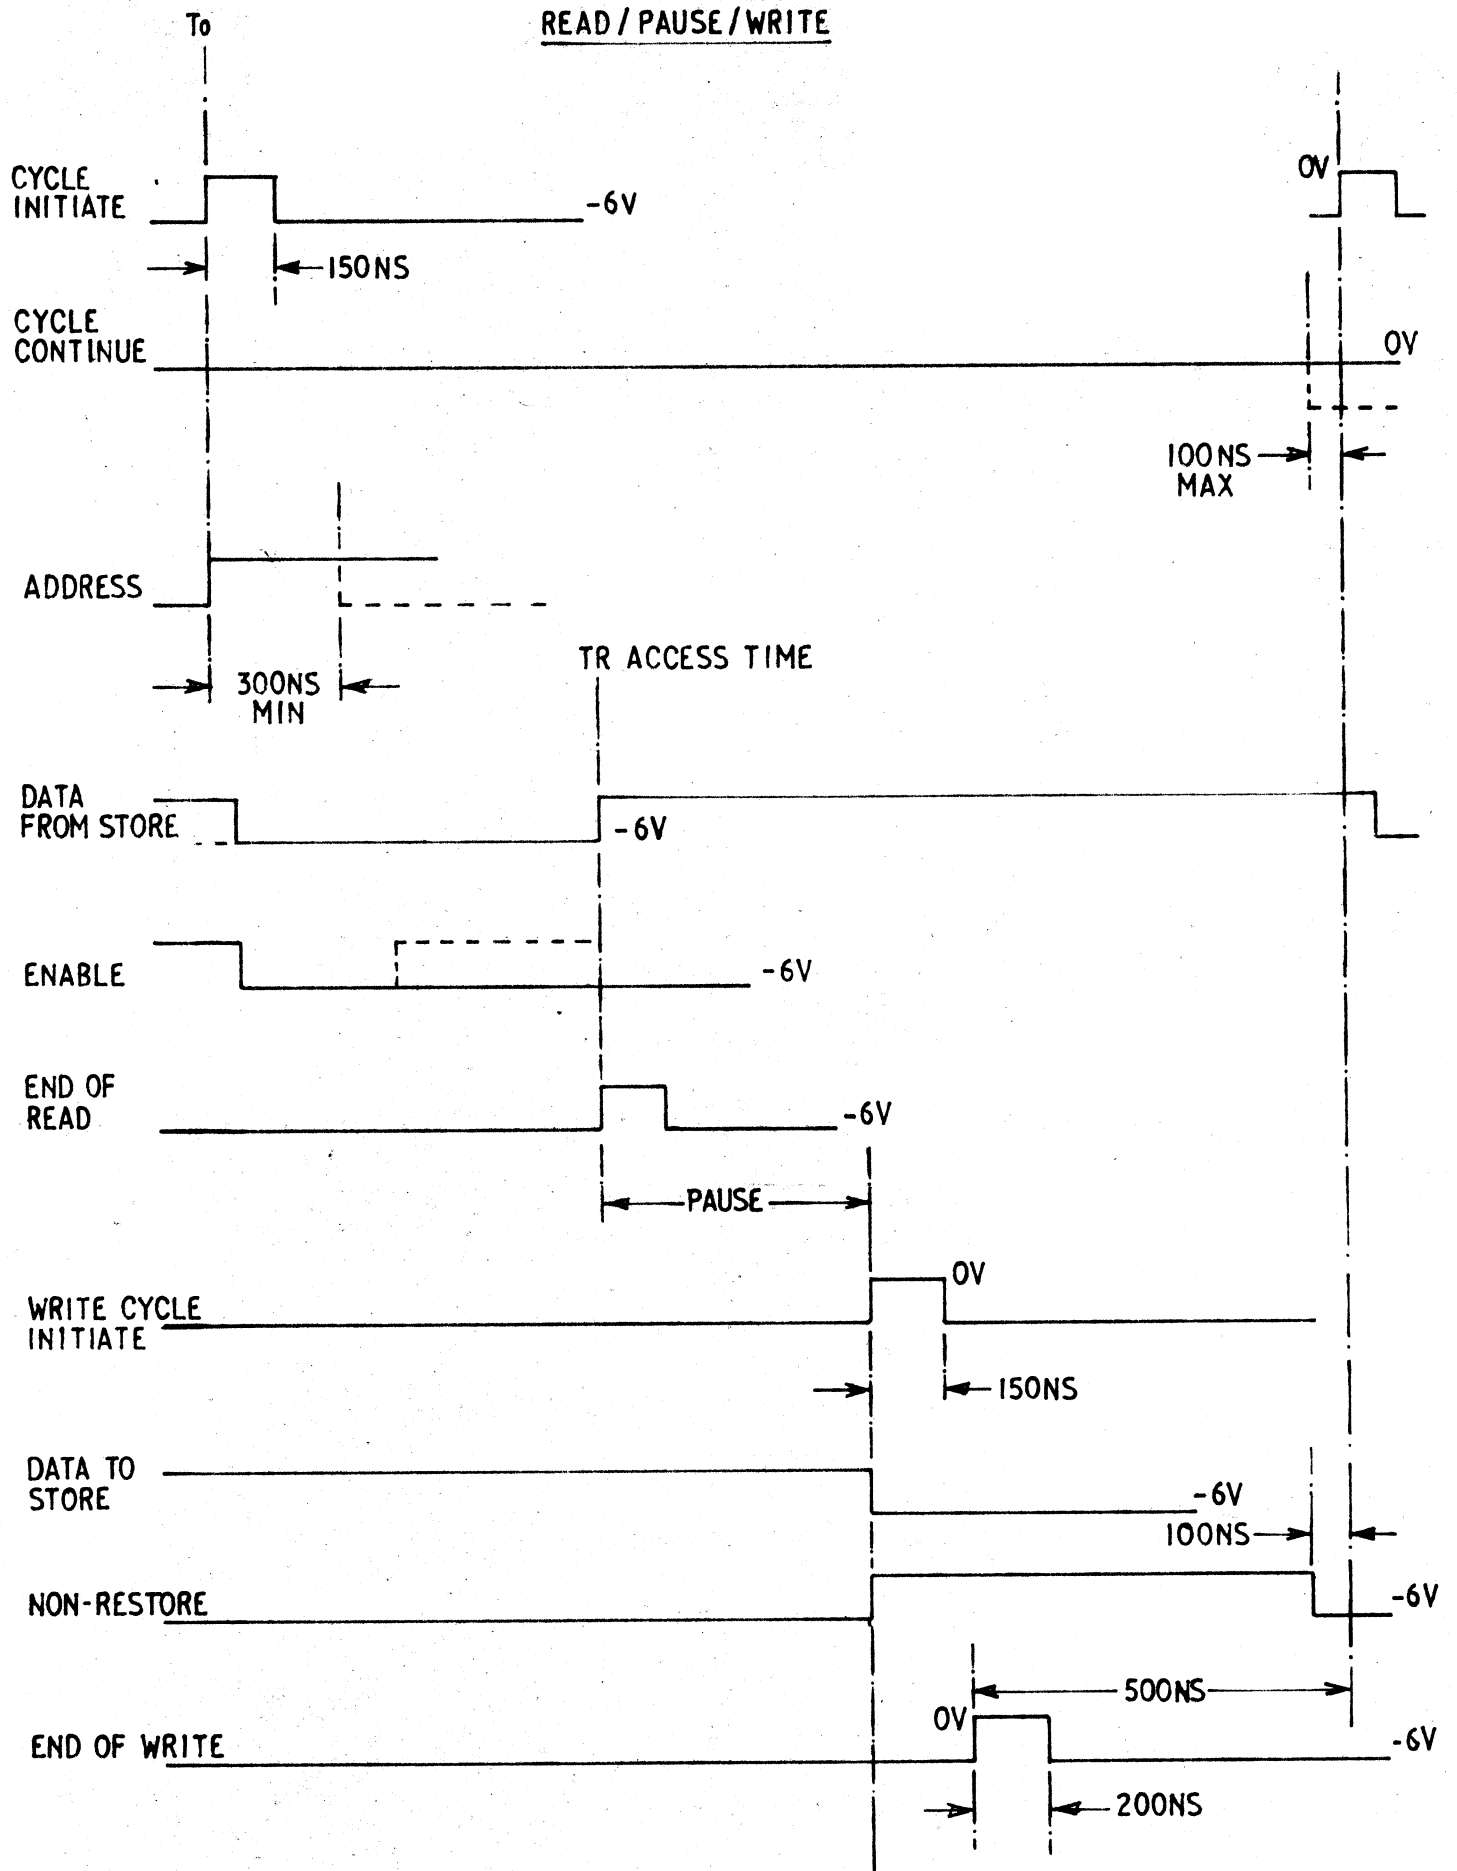 To
READ / PAUSE / WRITE
CYCLE
INITIATE
-6V
0V
150NS
CYCLE
CONTINUE
0V
100NS
MAX
ADDRESS
300NS
MIN
TR ACCESS TIME
DATA
FROM STORE
-6V
ENABLE
-6V
END OF
READ
-6V
PAUSE
WRITE CYCLE
INITIATE
0V
150NS
DATA TO
STORE
-6V
100NS
NON-RESTORE
-6V
500NS
END OF WRITE
0V
-6V
200NS